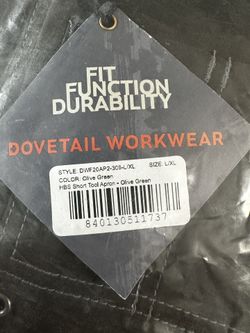 FIT
FUNCTION
DURABILITY
DOVETAIL WORKWEAR
STYLE: DWF20AP2-309-L/XL SIZE: L/XL
COLOR: Olive Green
HBS Short Tool Apron - Olive Green
840130511737